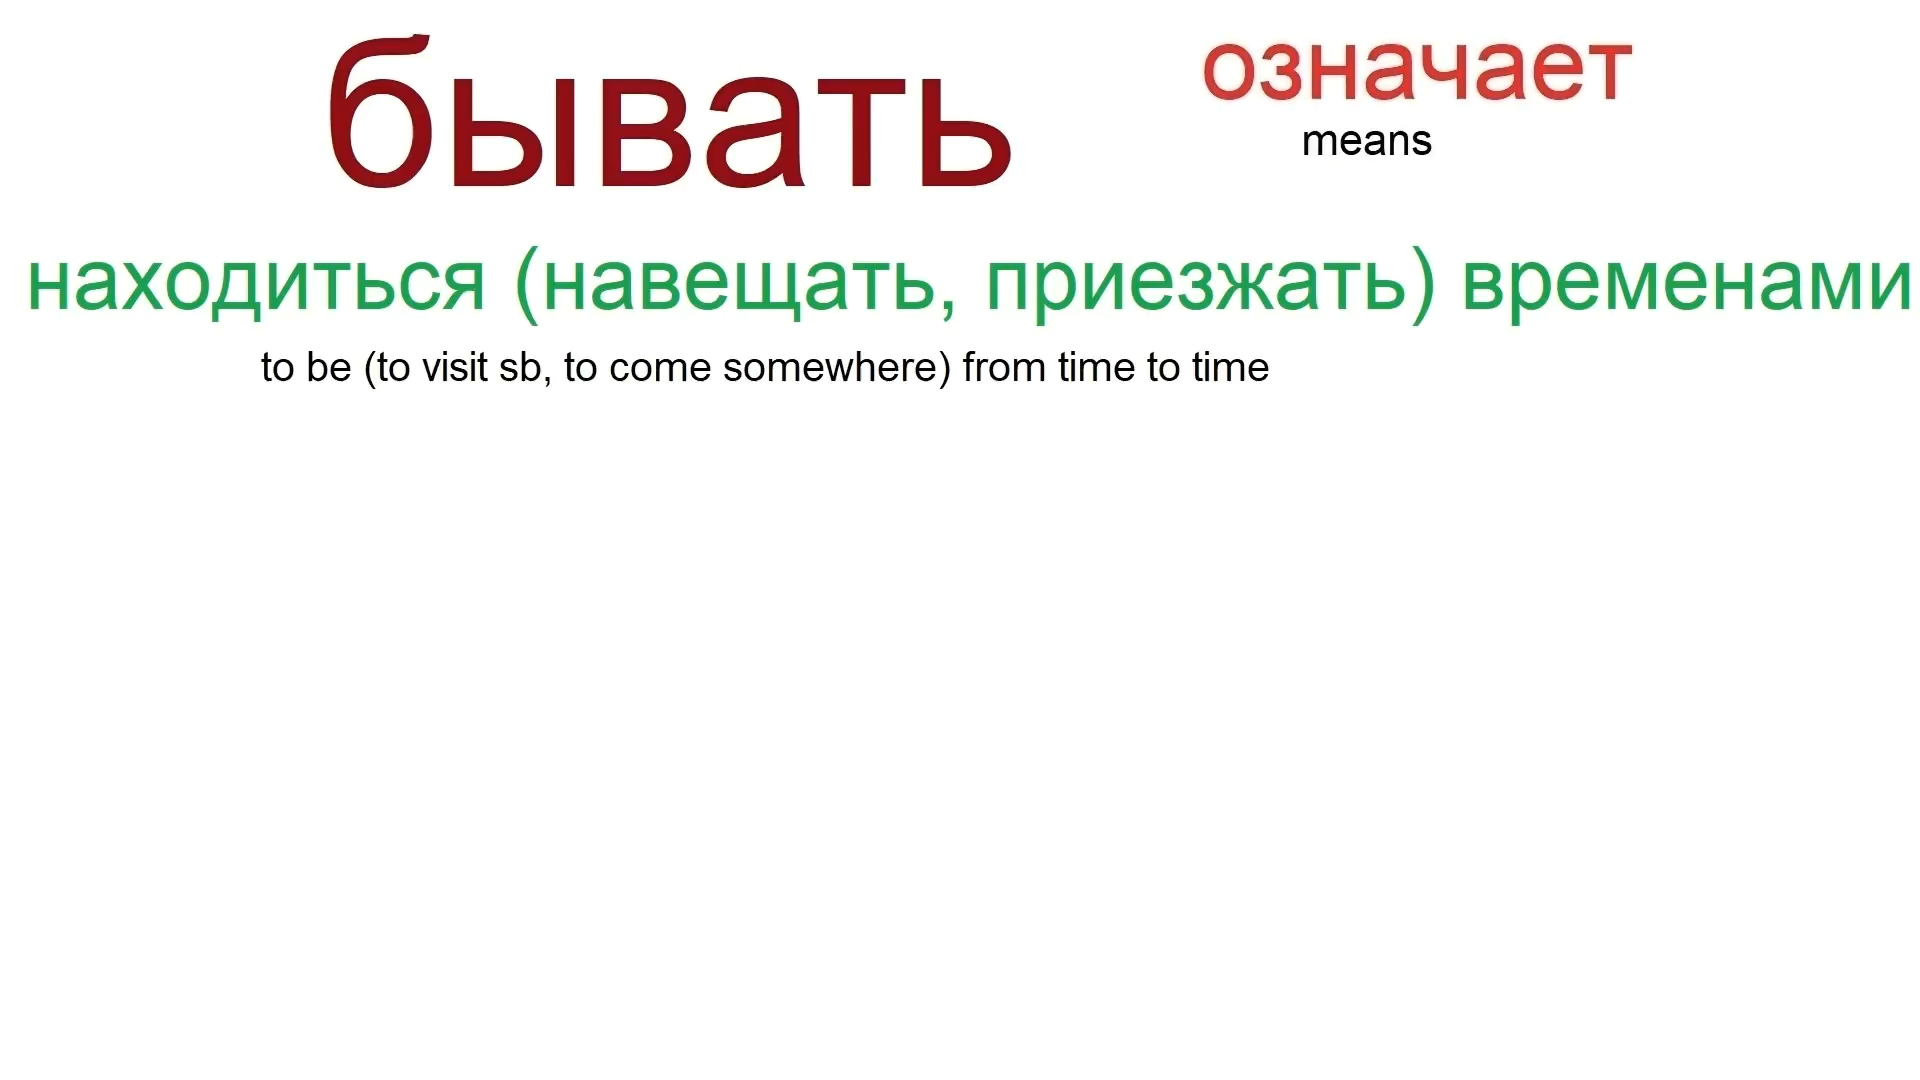 бывать означает
means
находиться (навещать, приезжать) временами
to be (to visit sb, to come somewhere) from time to time